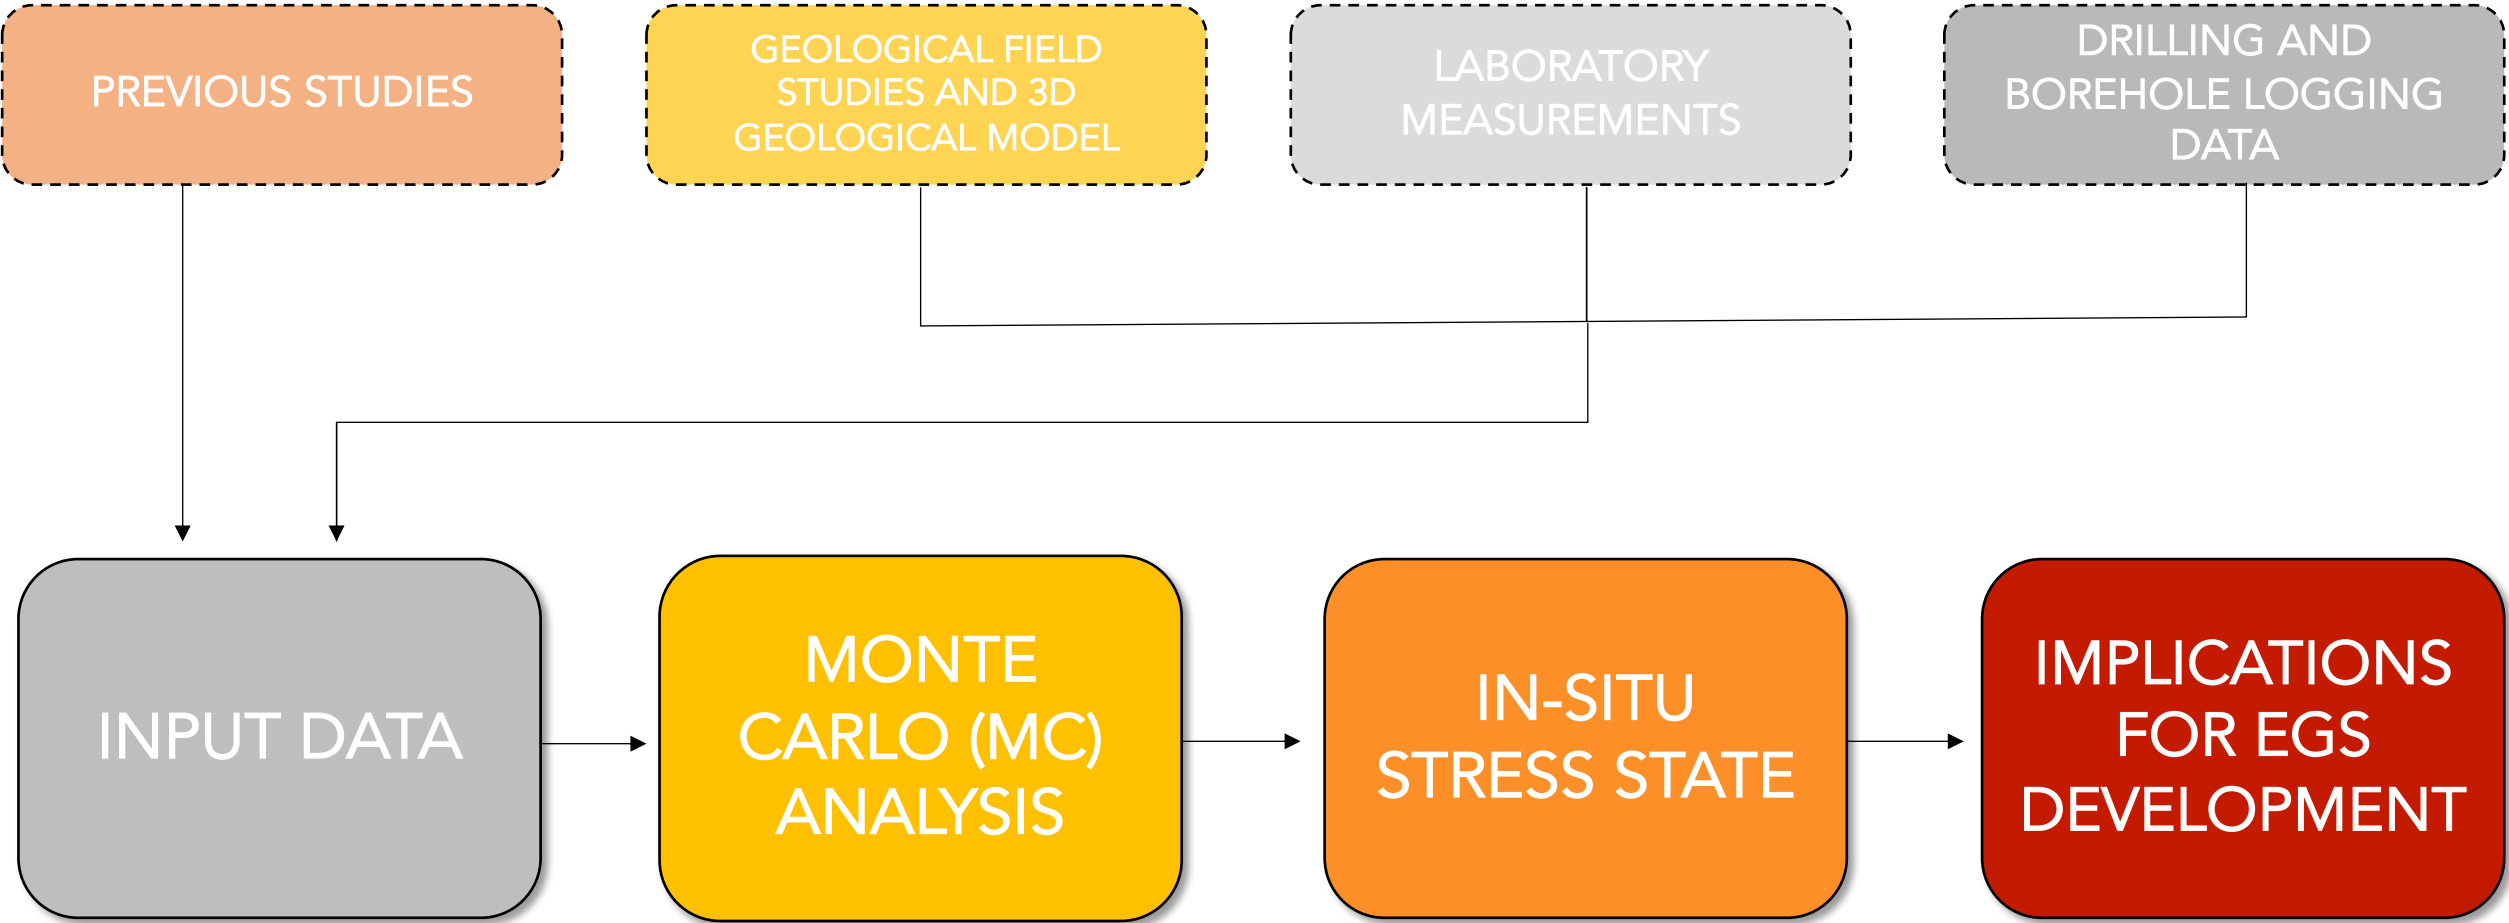 PREVIOUS STUDIES
GEOLOGICAL FIELD
STUDIES AND 3D
GEOLOGICAL MODEL
LABORATORY
MEASUREMENTS
DRILLING AND
BOREHOLE LOGGING
DATA
INPUT DATA
MONTE
CARLO (MC)
ANALYSIS
IN-SITU
STRESS STATE
IMPLICATIONS
FOR EGS
DEVELOPMENT